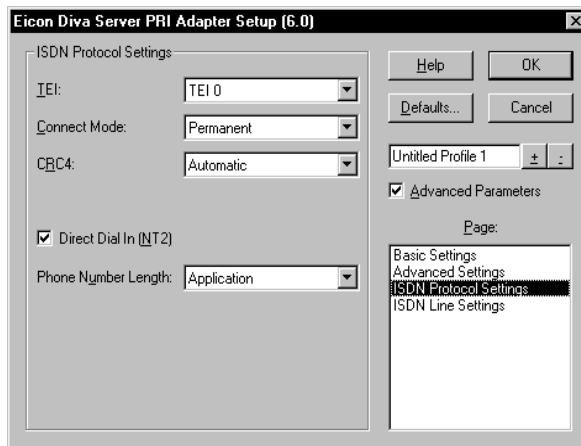 Eicon Diva Server PRI Adapter Setup (6.0)
ISDN Protocol Settings
TEI: TEI 0
Connect Mode: Permanent
CRC4: Automatic
Direct Dial In (NT2)
Phone Number Length: Application
Help
OK
Defaults...
Cancel
Untitled Profile 1
+ -
Advanced Parameters
Page:
Basic Settings
Advanced Settings
ISDN Protocol Settings
ISDN Line Settings